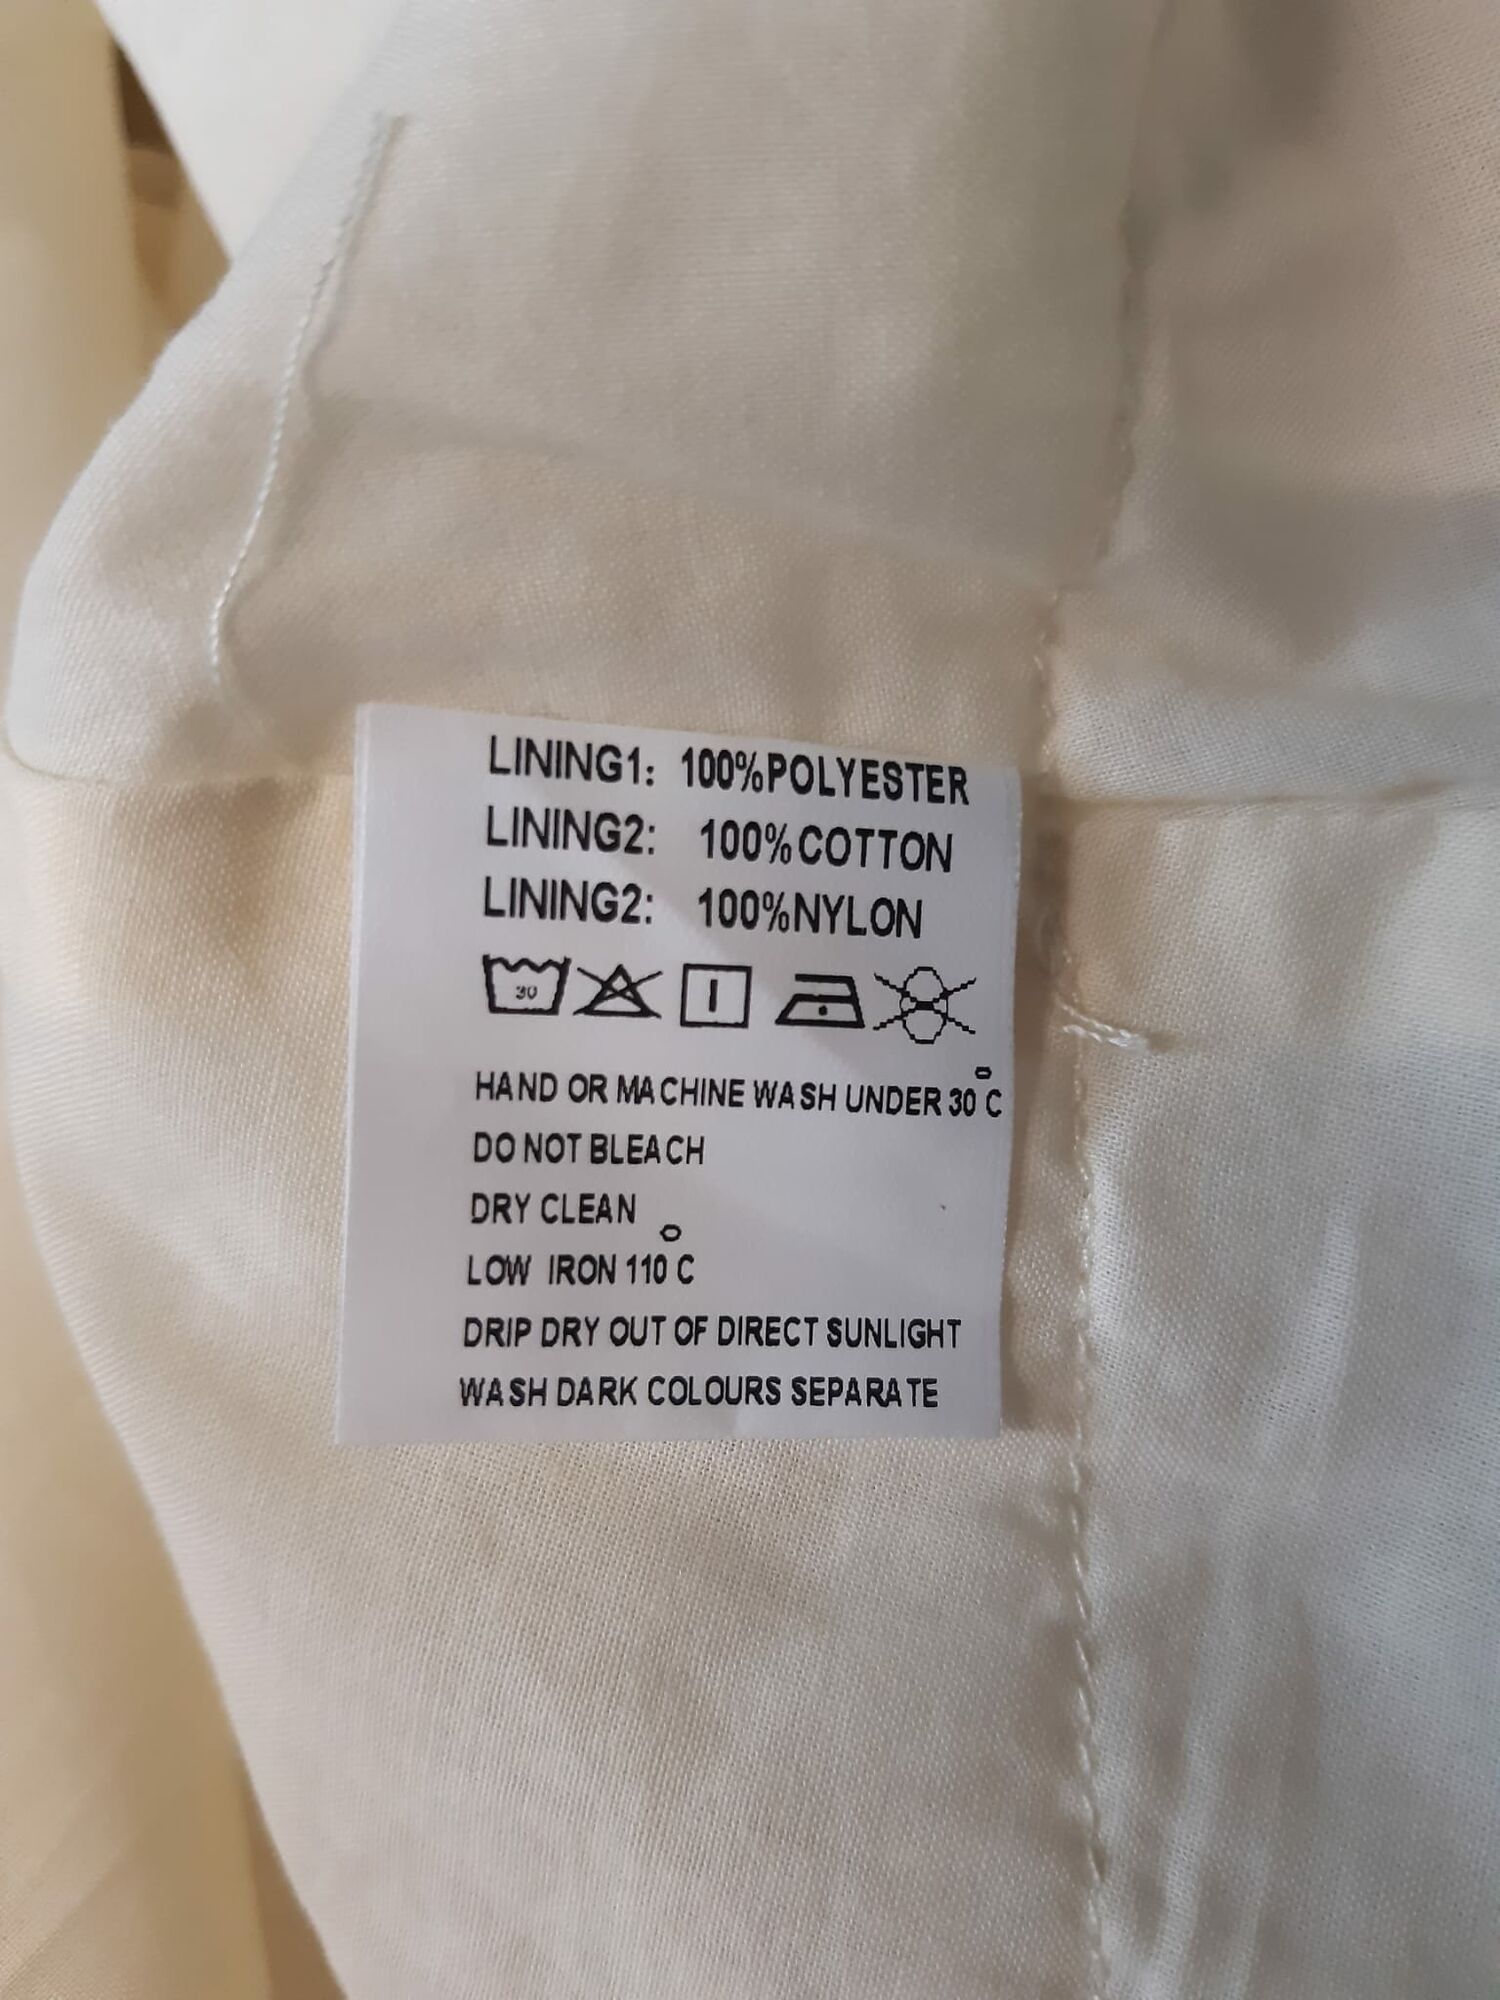 LINING1: 100%POLYESTER
LINING2: 100%COTTON
LINING2: 100%NYLON
30
HAND OR MACHINE WASH UNDER 30°C
DO NOT BLEACH
DRY CLEAN
LOW IRON 110°C
DRIP DRY OUT OF DIRECT SUNLIGHT
WASH DARK COLOURS SEPARATE